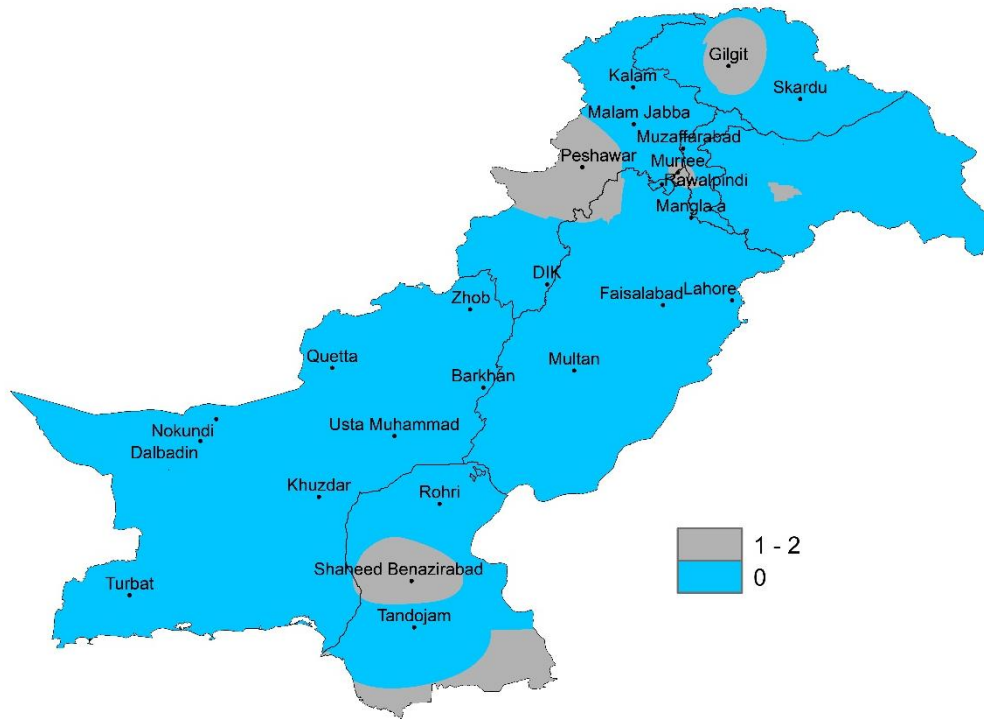 Gilgit
Kalam
Skardu
Malam Jabba
Muzaffarabad
Peshawar
Murree
Rawalpindi
Mangla a
DIK
Zhob
Faisalabad
Lahore
Quetta
Multan
Barkhan
Nokundi
Usta Muhammad
Dalbadin
Khuzdar
Rohri
1 - 2
0
Shaheed Benazirabad
Turbat
Tandojam